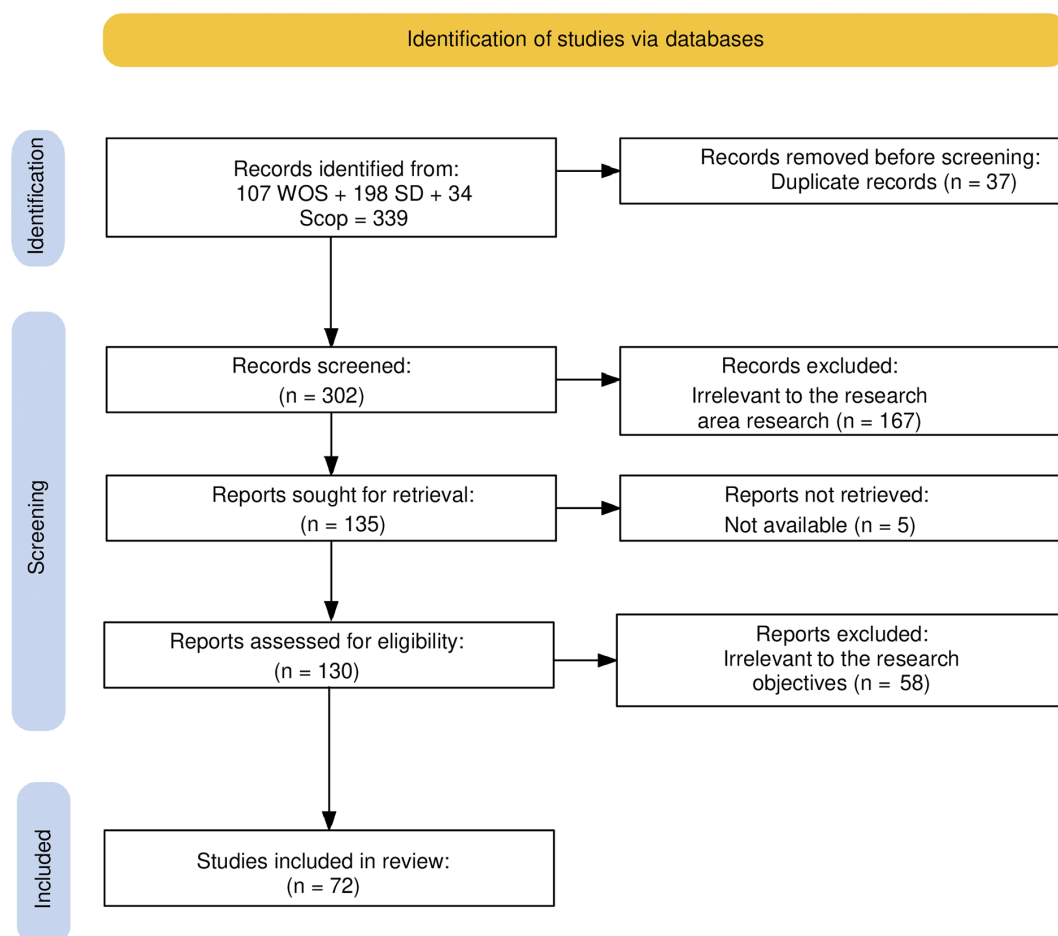 Identification of studies via databases
Identification
Records identified from:
107 WOS + 198 SD + 34
Scop = 339
Records removed before screening:
Duplicate records (n = 37)
Screening
Records screened:
(n = 302)
Records excluded:
Irrelevant to the research
area research (n = 167)
Reports sought for retrieval:
(n = 135)
Reports not retrieved:
Not available (n = 5)
Reports assessed for eligibility:
(n = 130)
Reports excluded:
Irrelevant to the research
objectives (n = 58)
Included
Studies included in review:
(n = 72)